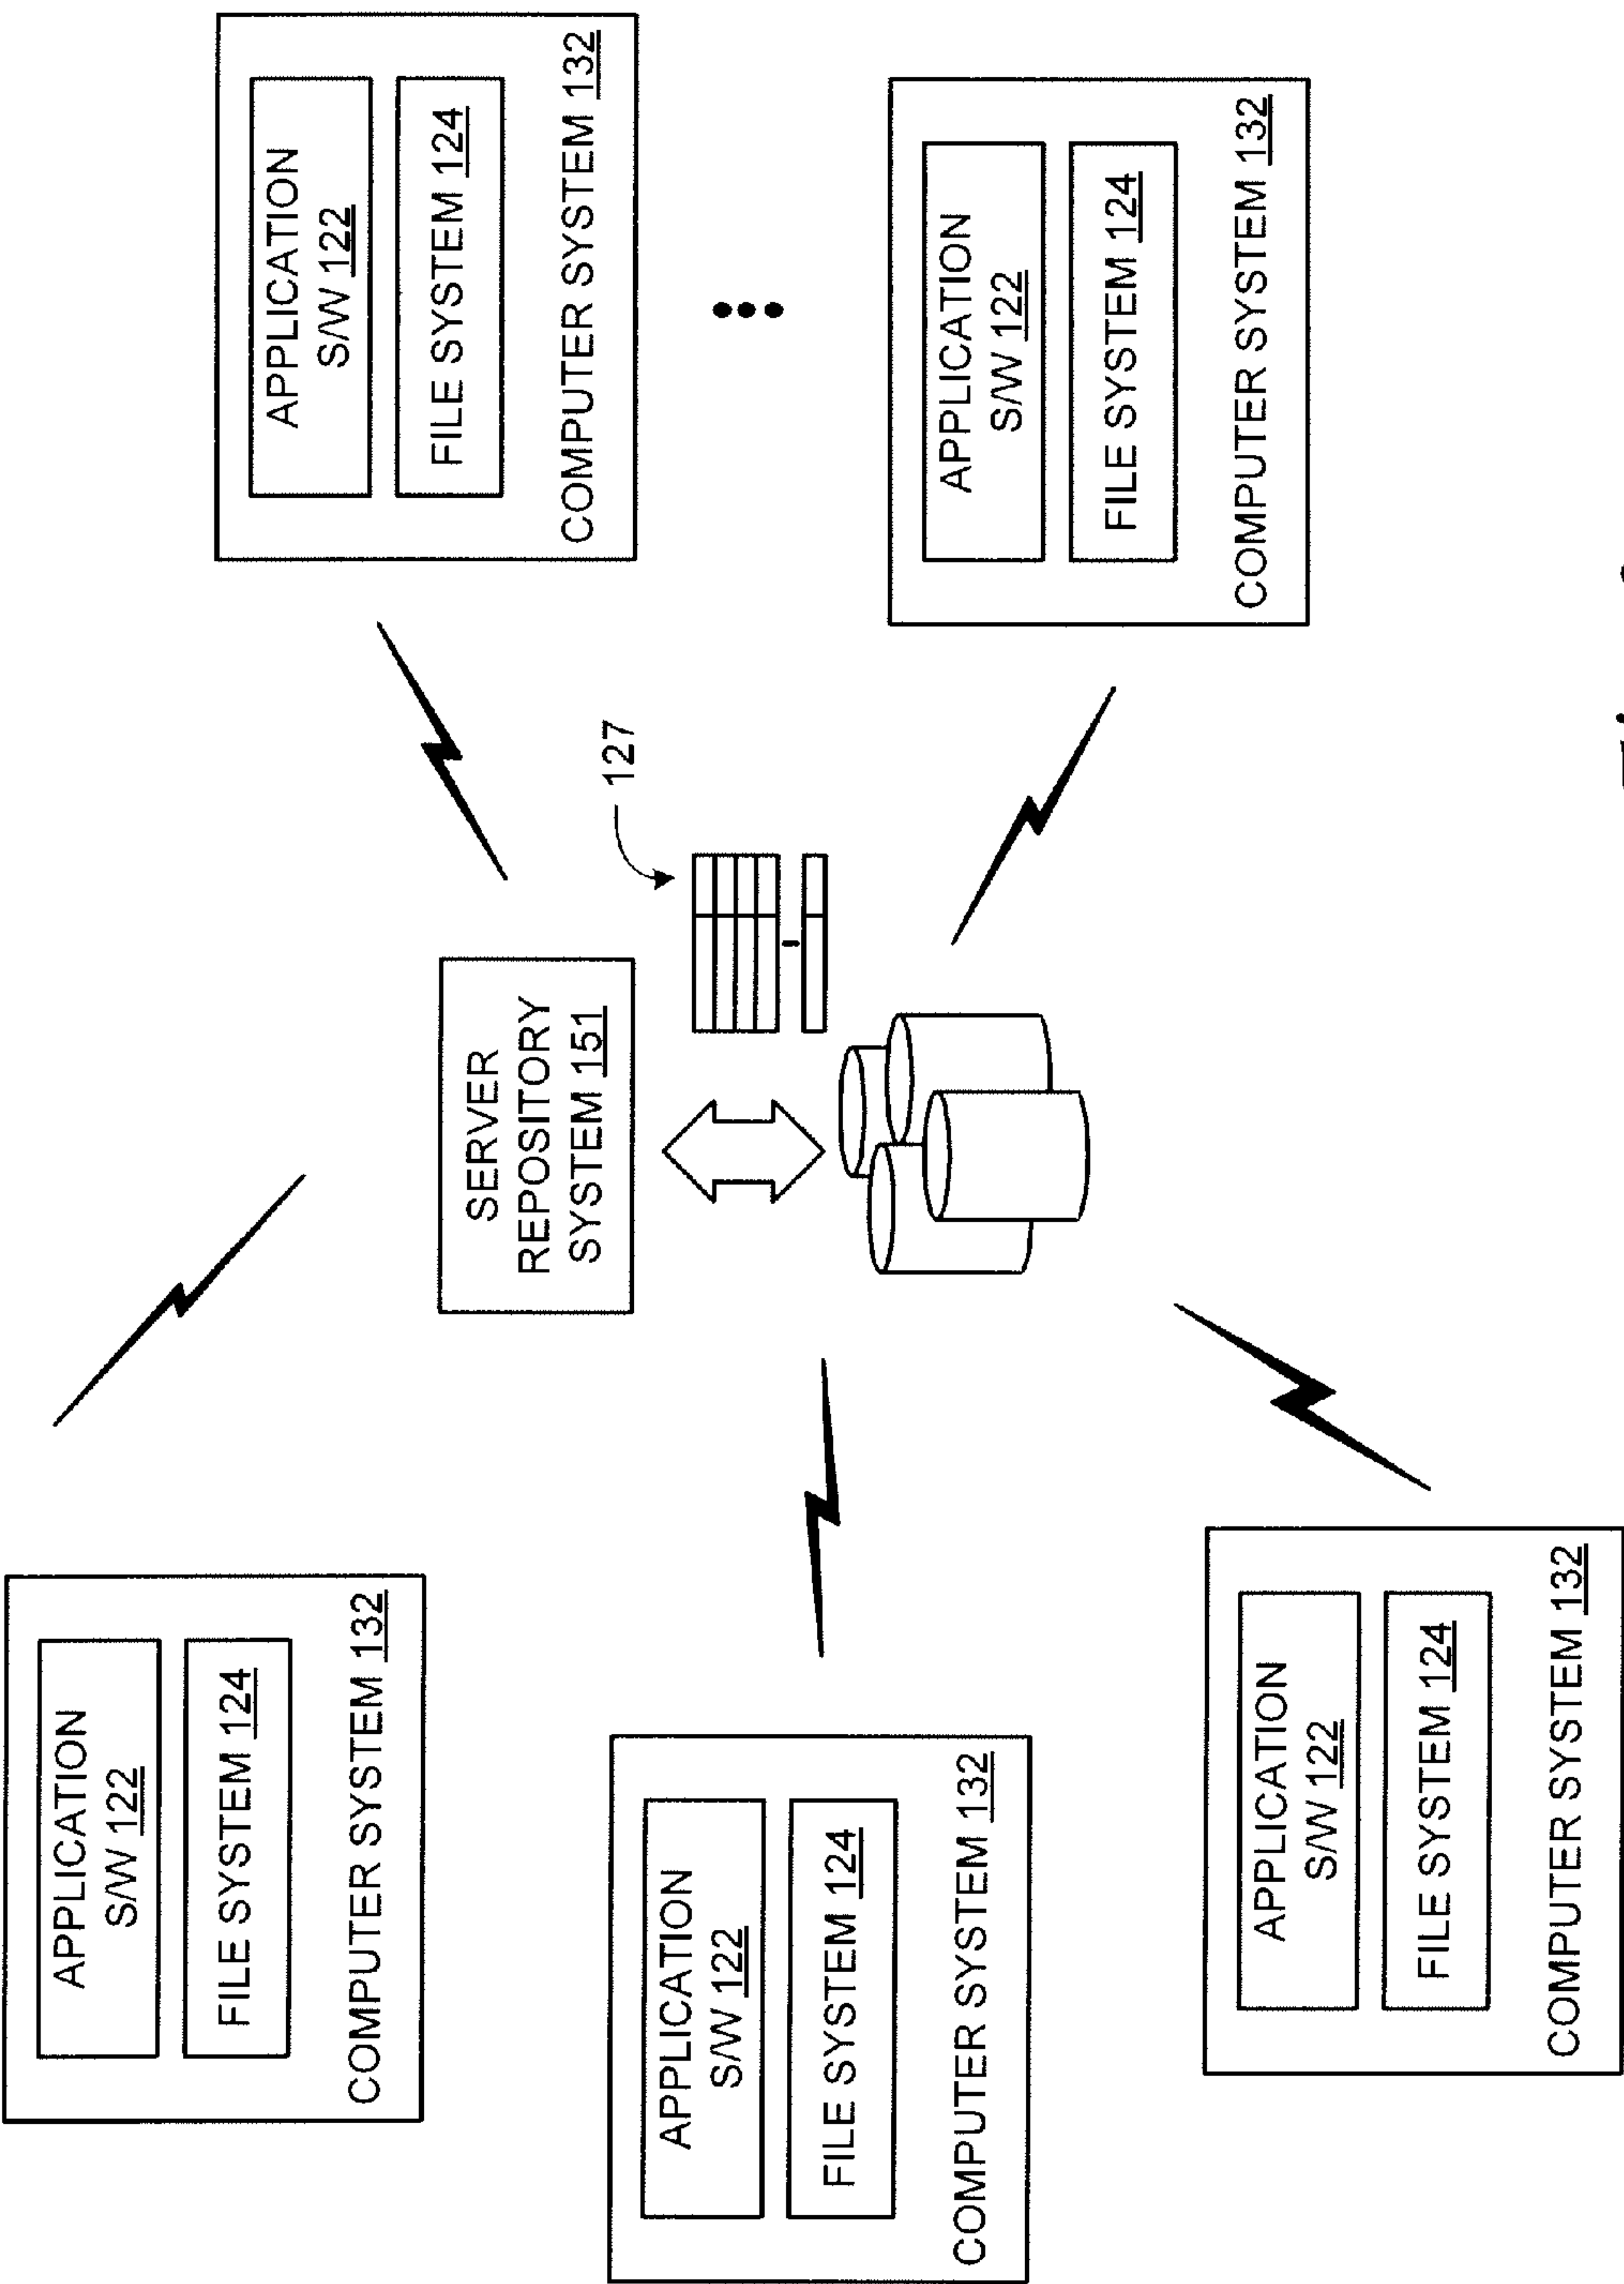 APPLICATION
S/W 122
FILE SYSTEM 124
COMPUTER SYSTEM 132
APPLICATION
S/W 122
FILE SYSTEM 124
COMPUTER SYSTEM 132
SERVER
REPOSITORY
SYSTEM 151
127
APPLICATION
S/W 122
FILE SYSTEM 124
COMPUTER SYSTEM 132
APPLICATION
S/W 122
FILE SYSTEM 124
COMPUTER SYSTEM 132
APPLICATION
S/W 122
FILE SYSTEM 124
COMPUTER SYSTEM 132